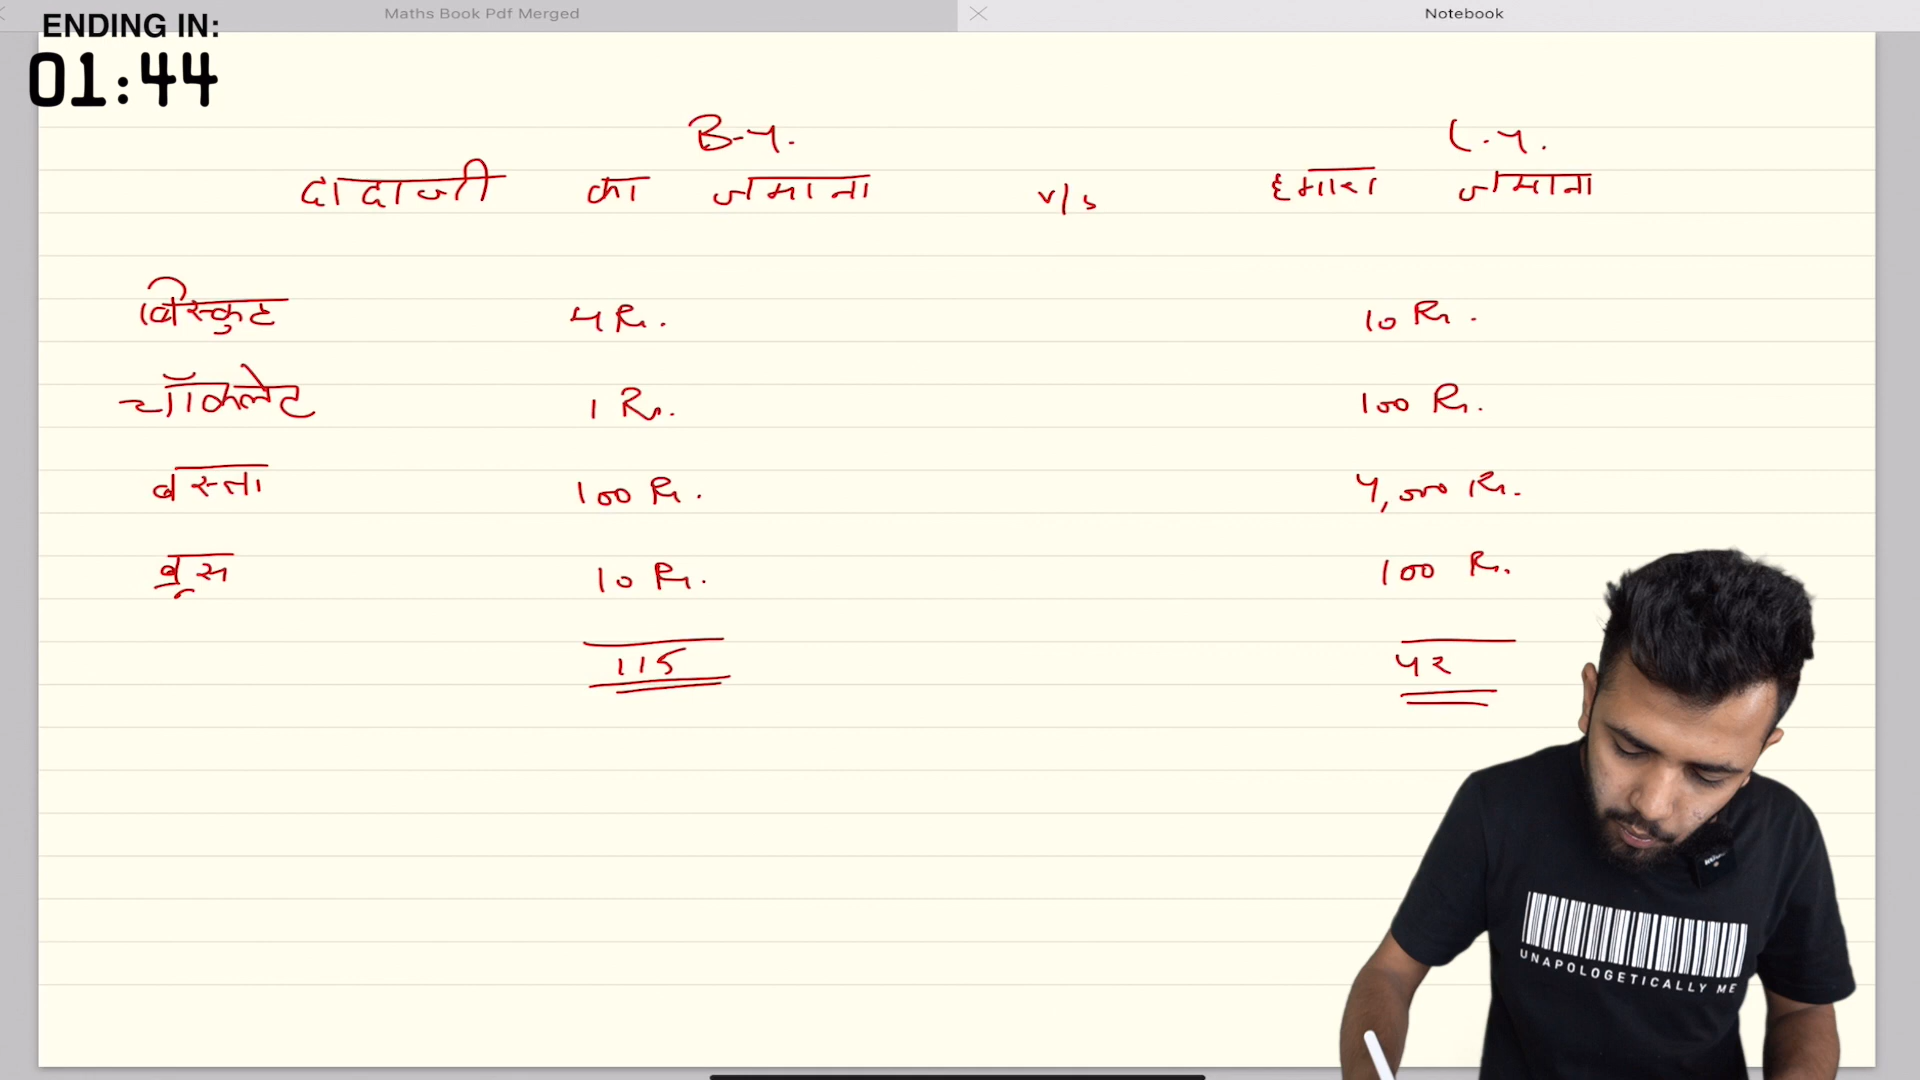 Maths Book Pdf Merged
Notebook
ENDING IN:
01:44
B.Y. C.Y.
दादाजी का जमाना v/s हमारा जमाना
बिस्कुट 4 Rs. 10 Rs.
चॉकलेट 1 Rs. 100 Rs.
बस्ता 100 Rs. 4,000 Rs.
ब्रूस 10 Rs. 100 Rs.
115 42
UNAPOLOGETICALLY ME